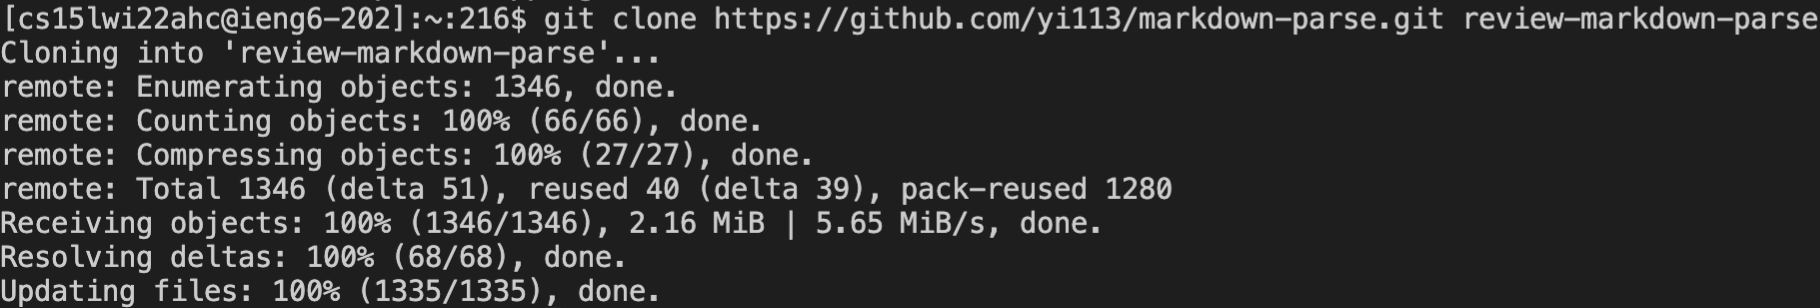 [cs15lwi22ahc@ieng6-202]:~:216$ git clone https://github.com/yi113/markdown-parse.git review-markdown-parse
Cloning into 'review-markdown-parse'...
remote: Enumerating objects: 1346, done.
remote: Counting objects: 100% (66/66), done.
remote: Compressing objects: 100% (27/27), done.
remote: Total 1346 (delta 51), reused 40 (delta 39), pack-reused 1280
Receiving objects: 100% (1346/1346), 2.16 MiB | 5.65 MiB/s, done.
Resolving deltas: 100% (68/68), done.
Updating files: 100% (1335/1335), done.